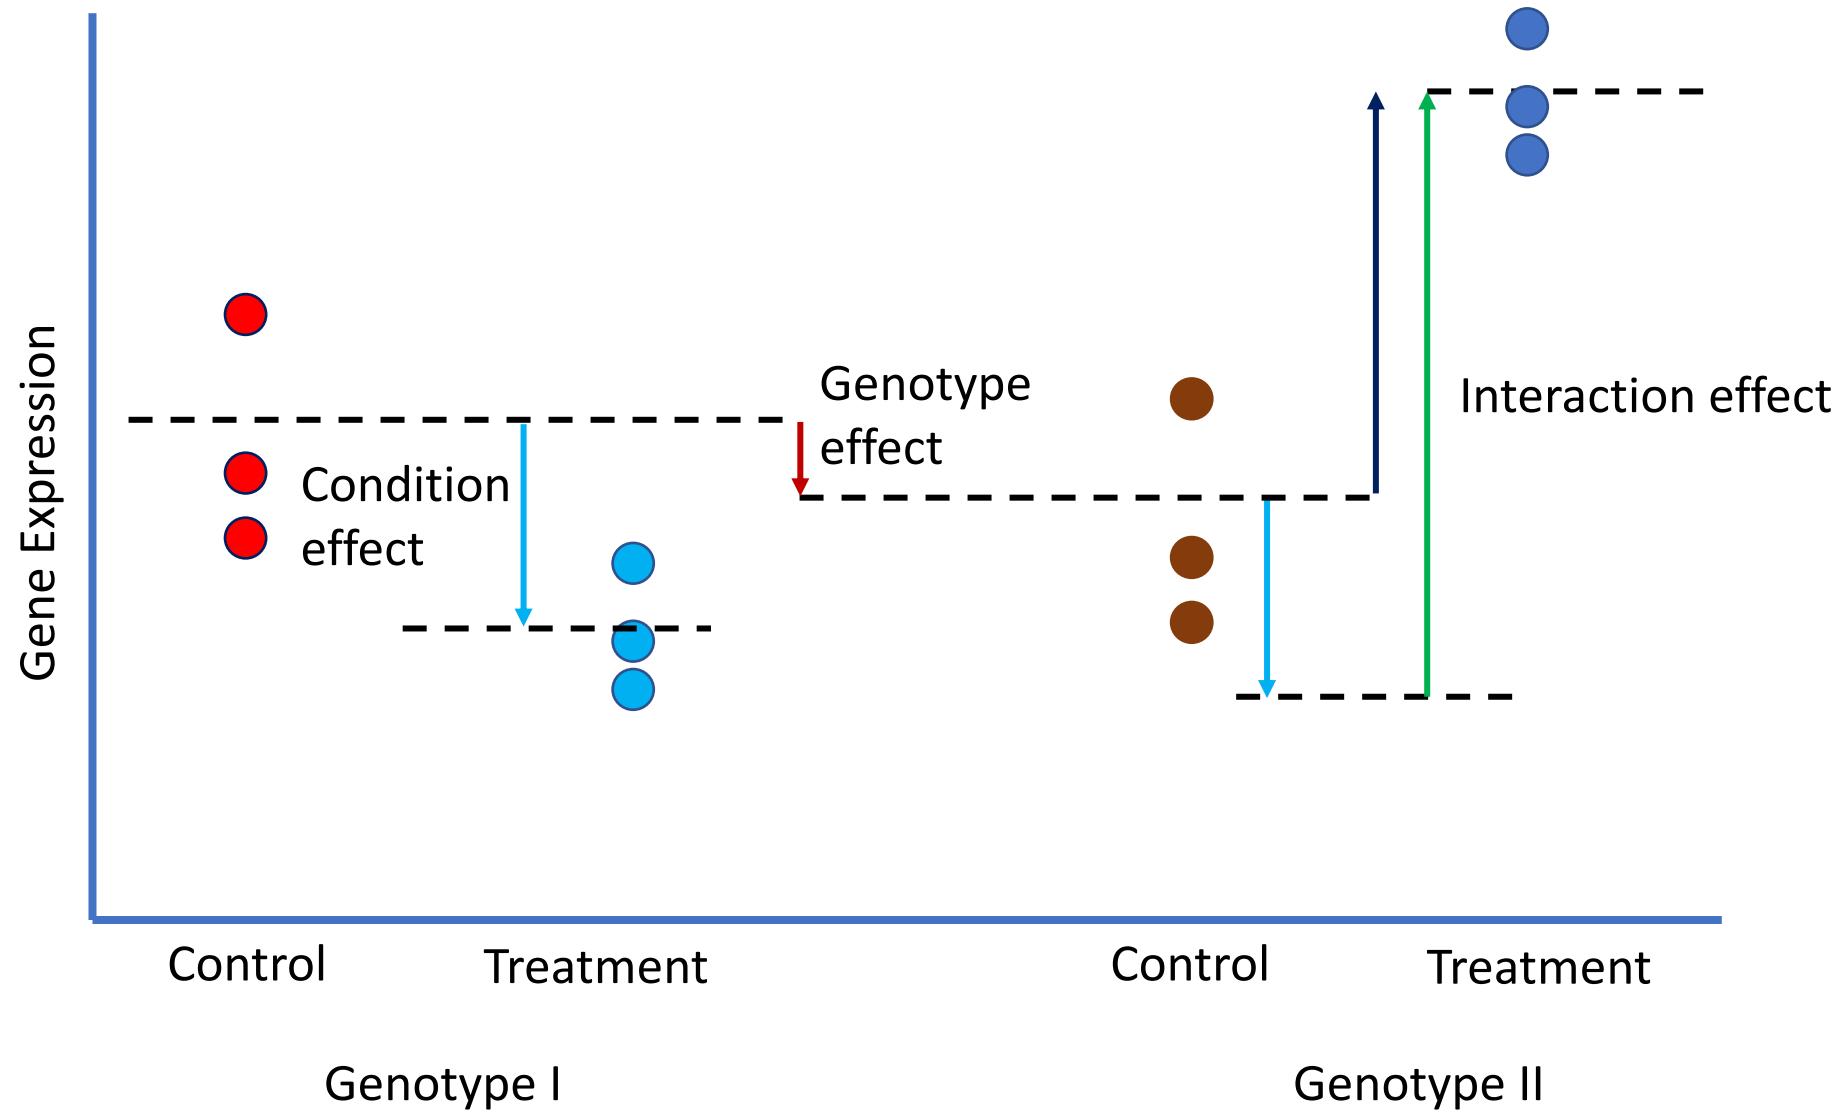 Gene Expression
Genotype
effect
Interaction effect
Condition
effect
Control
Treatment
Control
Treatment
Genotype I
Genotype II